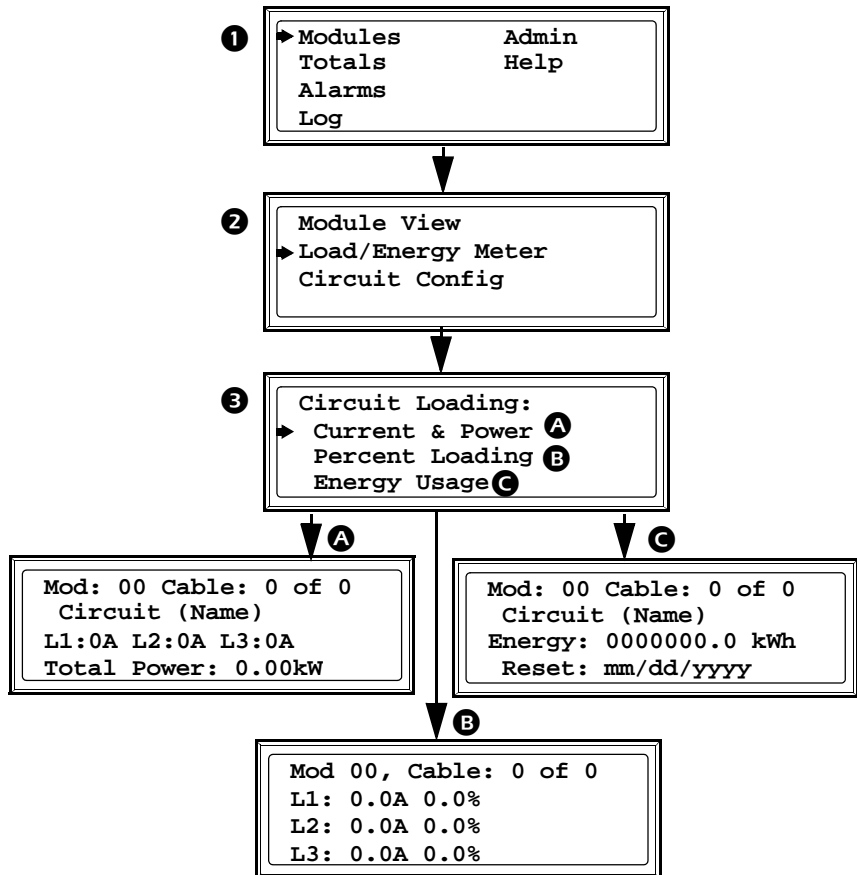 ❶
Modules Admin
Totals Help
Alarms
Log
❷
Module View
Load/Energy Meter
Circuit Config
❸
Circuit Loading:
Current & Power A
Percent Loading B
Energy Usage C
A
Mod: 00 Cable: 0 of 0
Circuit (Name)
L1:0A L2:0A L3:0A
Total Power: 0.00kW
C
Mod: 00 Cable: 0 of 0
Circuit (Name)
Energy: 0000000.0 kWh
Reset: mm/dd/yyyy
B
Mod 00, Cable: 0 of 0
L1: 0.0A 0.0%
L2: 0.0A 0.0%
L3: 0.0A 0.0%